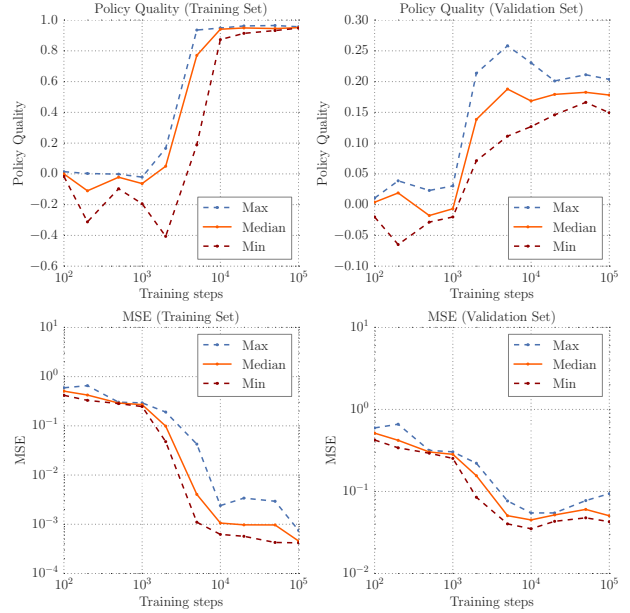 Policy Quality (Training Set)
1.0
0.8
0.6
0.4
0.2
0.0
−0.2
−0.4
−0.6
Policy Quality
Max
Median
Min
10² 10³ 10⁴ 10⁵
Training steps
Policy Quality (Validation Set)
0.30
0.25
0.20
0.15
0.10
0.05
0.00
−0.05
−0.10
Policy Quality
Max
Median
Min
10² 10³ 10⁴ 10⁵
Training steps
MSE (Training Set)
10¹
10⁰
10⁻¹
10⁻²
10⁻³
10⁻⁴
MSE
Max
Median
Min
10² 10³ 10⁴ 10⁵
Training steps
MSE (Validation Set)
10¹
10⁰
10⁻¹
10⁻²
MSE
Max
Median
Min
10² 10³ 10⁴ 10⁵
Training steps